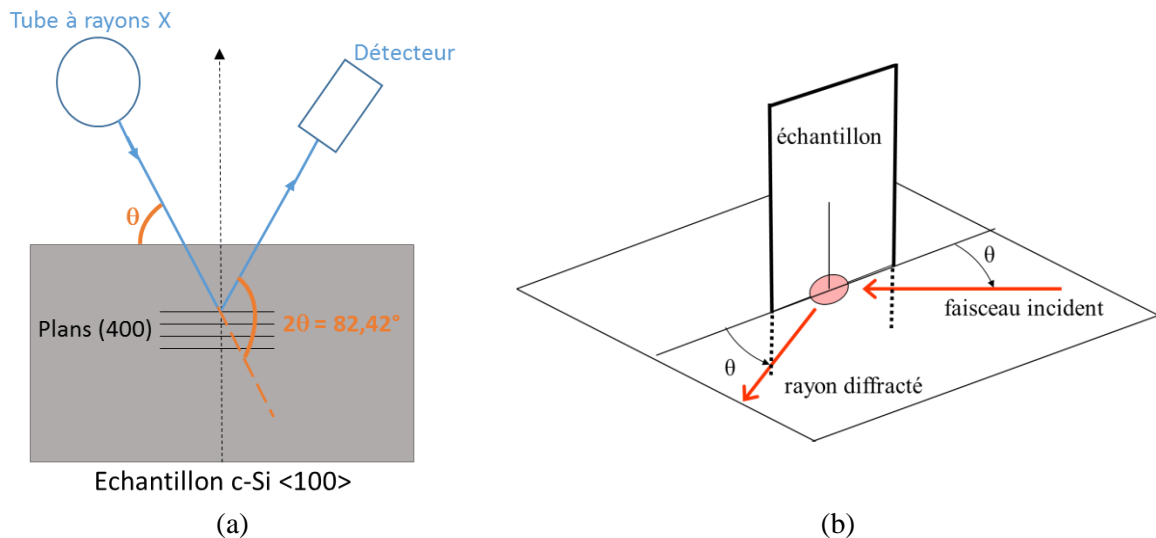 Tube à rayons X
Détecteur
θ
Plans (400)
2θ = 82,42°
Echantillon c-Si <100>
(a)
échantillon
θ
faisceau incident
θ
rayon diffracté
(b)